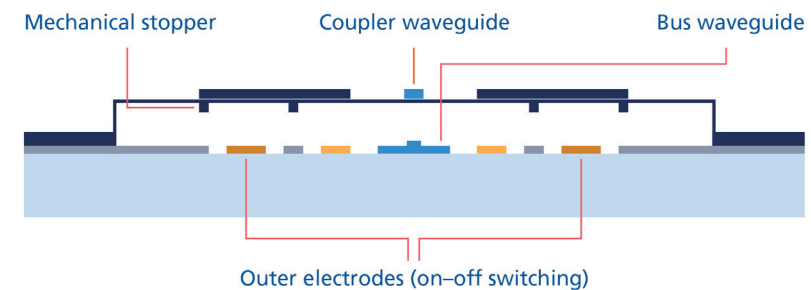 Mechanical stopper
Coupler waveguide
Bus waveguide
Outer electrodes (on–off switching)